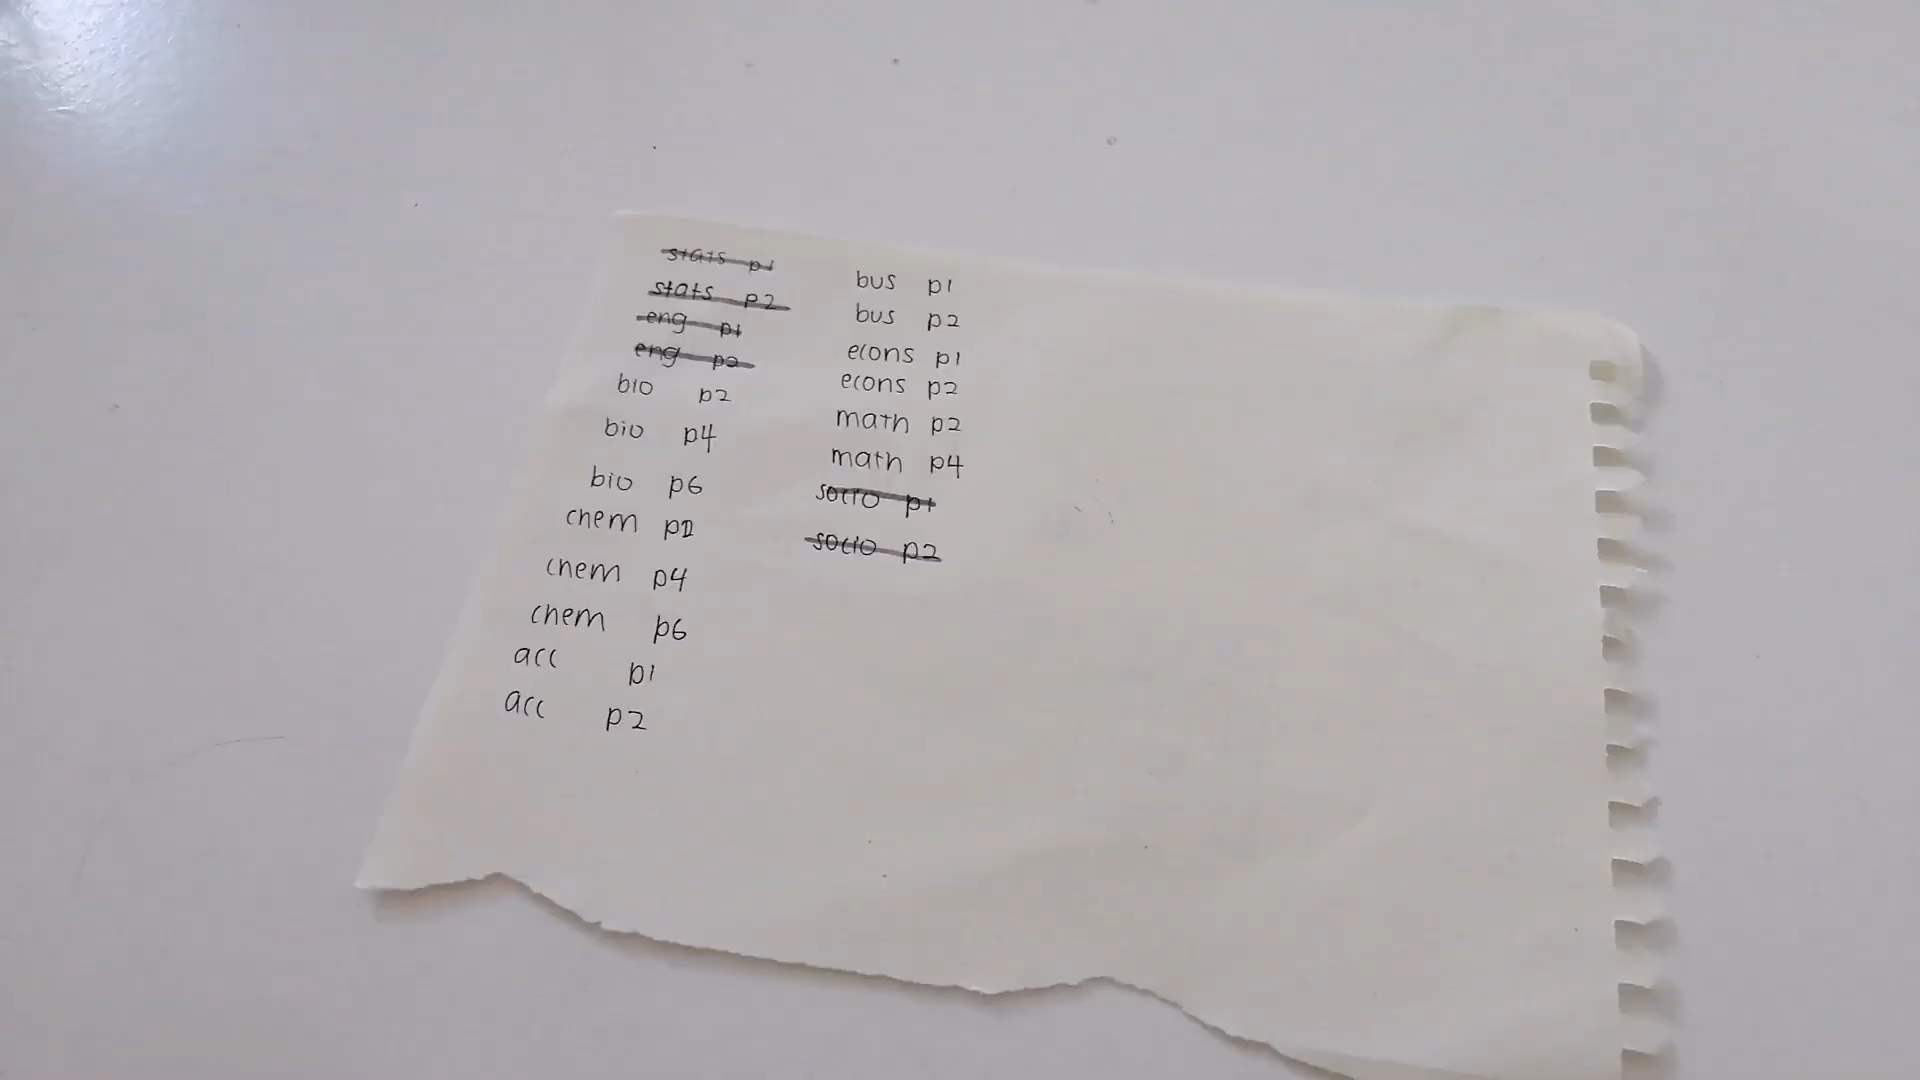 stats p1
stats p2
eng p1
eng p2
bio p2
bio p4
bio p6
chem p2
chem p4
chem p6
acc p1
acc p2
bus p1
bus p2
econs p1
econs p2
math p2
math p4
socio p1
socio p2